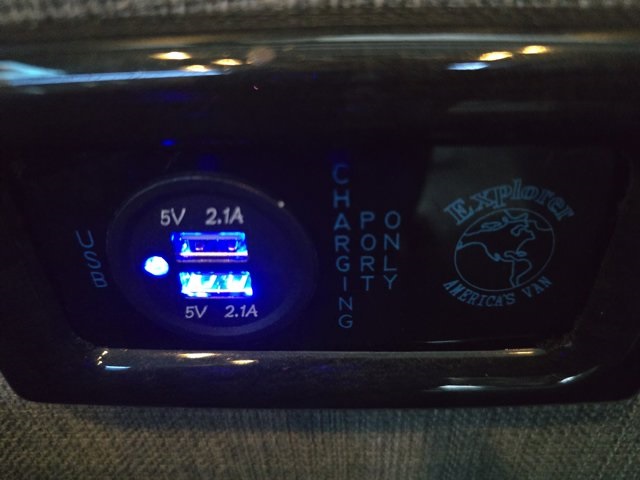 USB
5V 2.1A
5V 2.1A
CHARGING
PORT
ONLY
Explorer
AMERICA'S VAN